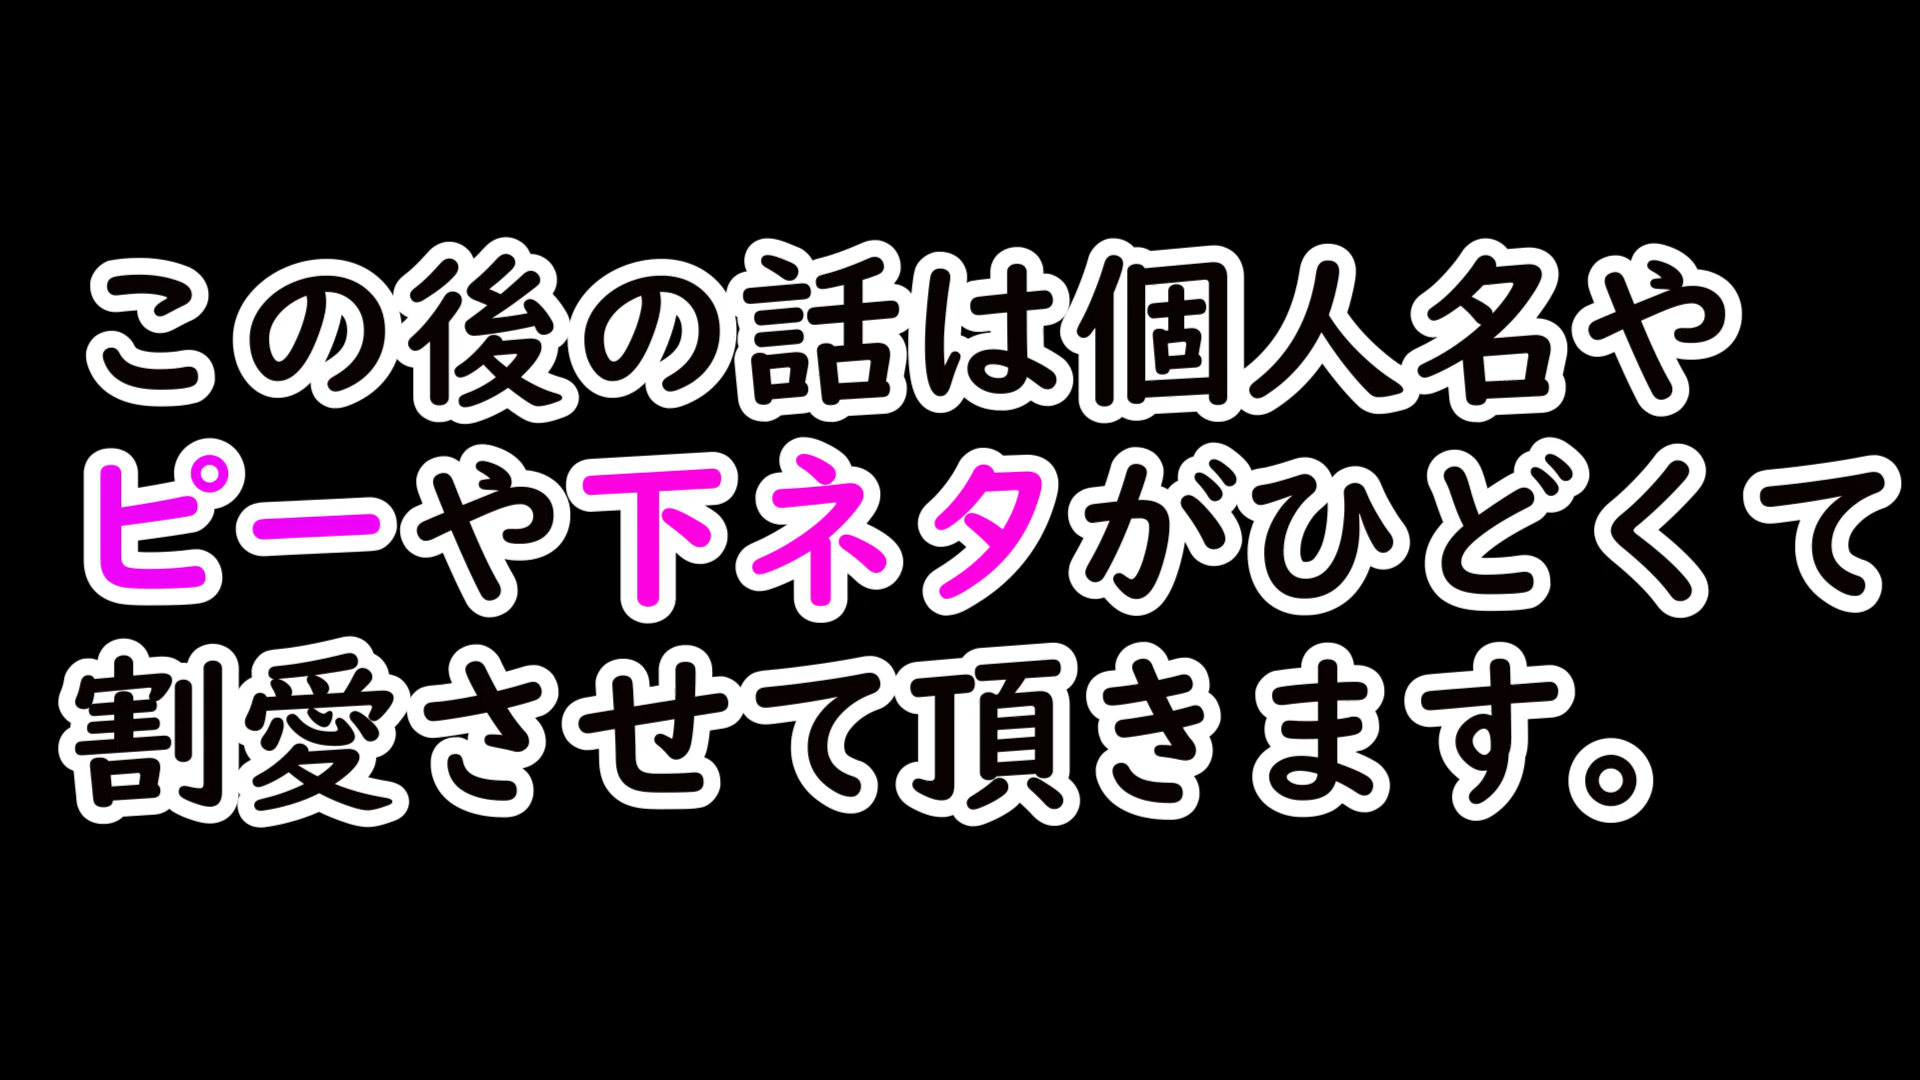 この後の話は個人名や
ピーや下ネタがひどくて
割愛させて頂きます。